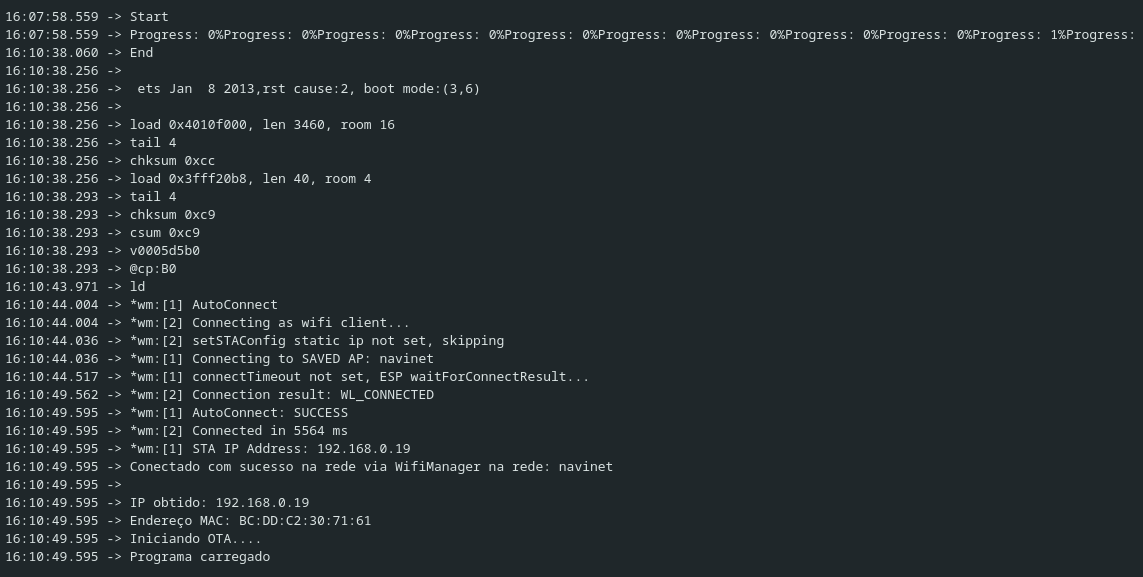 16:07:58.559 -> Start
16:07:58.559 -> Progress: 0%Progress: 0%Progress: 0%Progress: 0%Progress: 0%Progress: 0%Progress: 0%Progress: 0%Progress: 0%Progress: 1%Progress:
16:10:38.060 -> End
16:10:38.256 ->
16:10:38.256 ->  ets Jan  8 2013,rst cause:2, boot mode:(3,6)
16:10:38.256 ->
16:10:38.256 -> load 0x4010f000, len 3460, room 16
16:10:38.256 -> tail 4
16:10:38.256 -> chksum 0xcc
16:10:38.256 -> load 0x3fff20b8, len 40, room 4
16:10:38.293 -> tail 4
16:10:38.293 -> chksum 0xc9
16:10:38.293 -> csum 0xc9
16:10:38.293 -> v0005d5b0
16:10:38.293 -> @cp:B0
16:10:43.971 -> ld
16:10:44.004 -> *wm:[1] AutoConnect
16:10:44.004 -> *wm:[2] Connecting as wifi client...
16:10:44.036 -> *wm:[2] setSTAConfig static ip not set, skipping
16:10:44.036 -> *wm:[1] Connecting to SAVED AP: navinet
16:10:44.517 -> *wm:[1] connectTimeout not set, ESP waitForConnectResult...
16:10:49.562 -> *wm:[2] Connection result: WL_CONNECTED
16:10:49.595 -> *wm:[1] AutoConnect: SUCCESS
16:10:49.595 -> *wm:[2] Connected in 5564 ms
16:10:49.595 -> *wm:[1] STA IP Address: 192.168.0.19
16:10:49.595 -> Conectado com sucesso na rede via WifiManager na rede: navinet
16:10:49.595 ->
16:10:49.595 -> IP obtido: 192.168.0.19
16:10:49.595 -> Endereço MAC: BC:DD:C2:30:71:61
16:10:49.595 -> Iniciando OTA....
16:10:49.595 -> Programa carregado